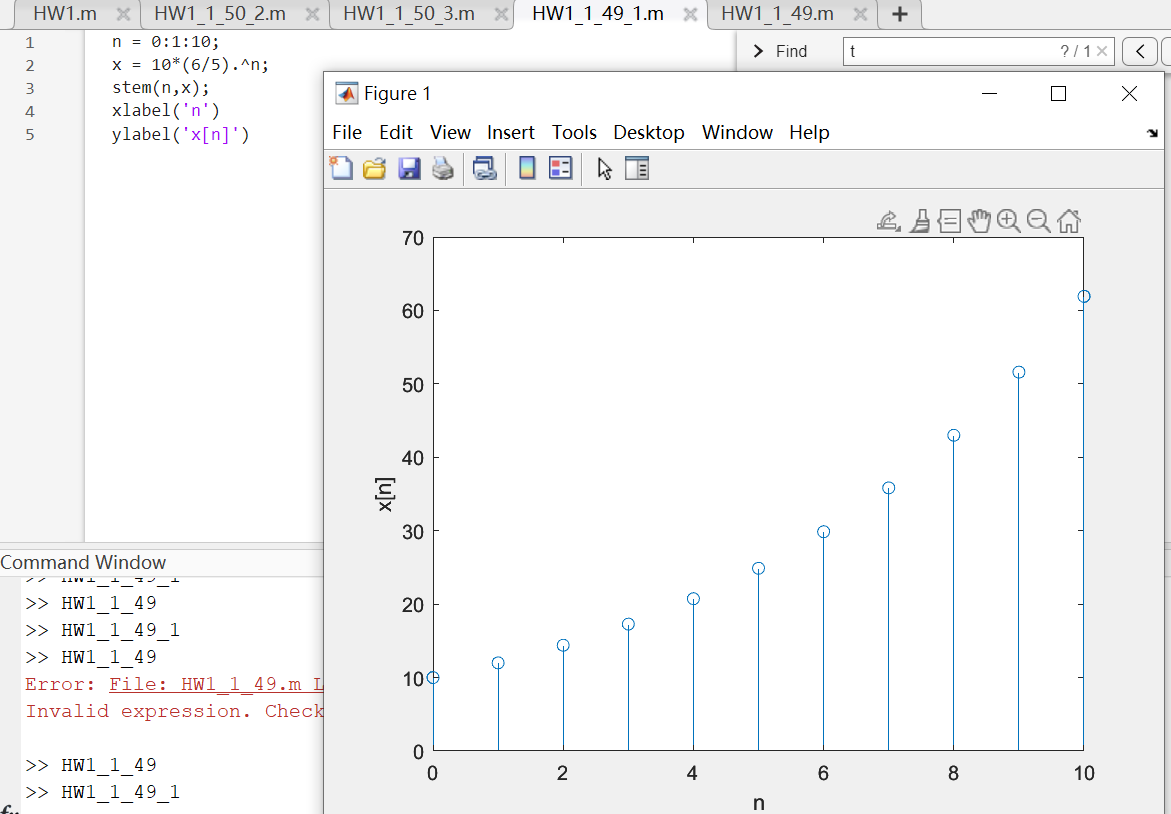 HW1.m HW1_1_50_2.m HW1_1_50_3.m HW1_1_49_1.m HW1_1_49.m
1 n = 0:1:10;
2 x = 10*(6/5).^n;
3 stem(n,x);
4 xlabel('n')
5 ylabel('x[n]')
Find t ?/1
Figure 1
File Edit View Insert Tools Desktop Window Help
70
60
50
40
30
20
10
0
x[n]
0 2 4 6 8 10
n
Command Window
>> HW1_1_49_1
>> HW1_1_49
>> HW1_1_49_1
>> HW1_1_49
Error: File: HW1_1_49.m L
Invalid expression. Check
>> HW1_1_49
>> HW1_1_49_1